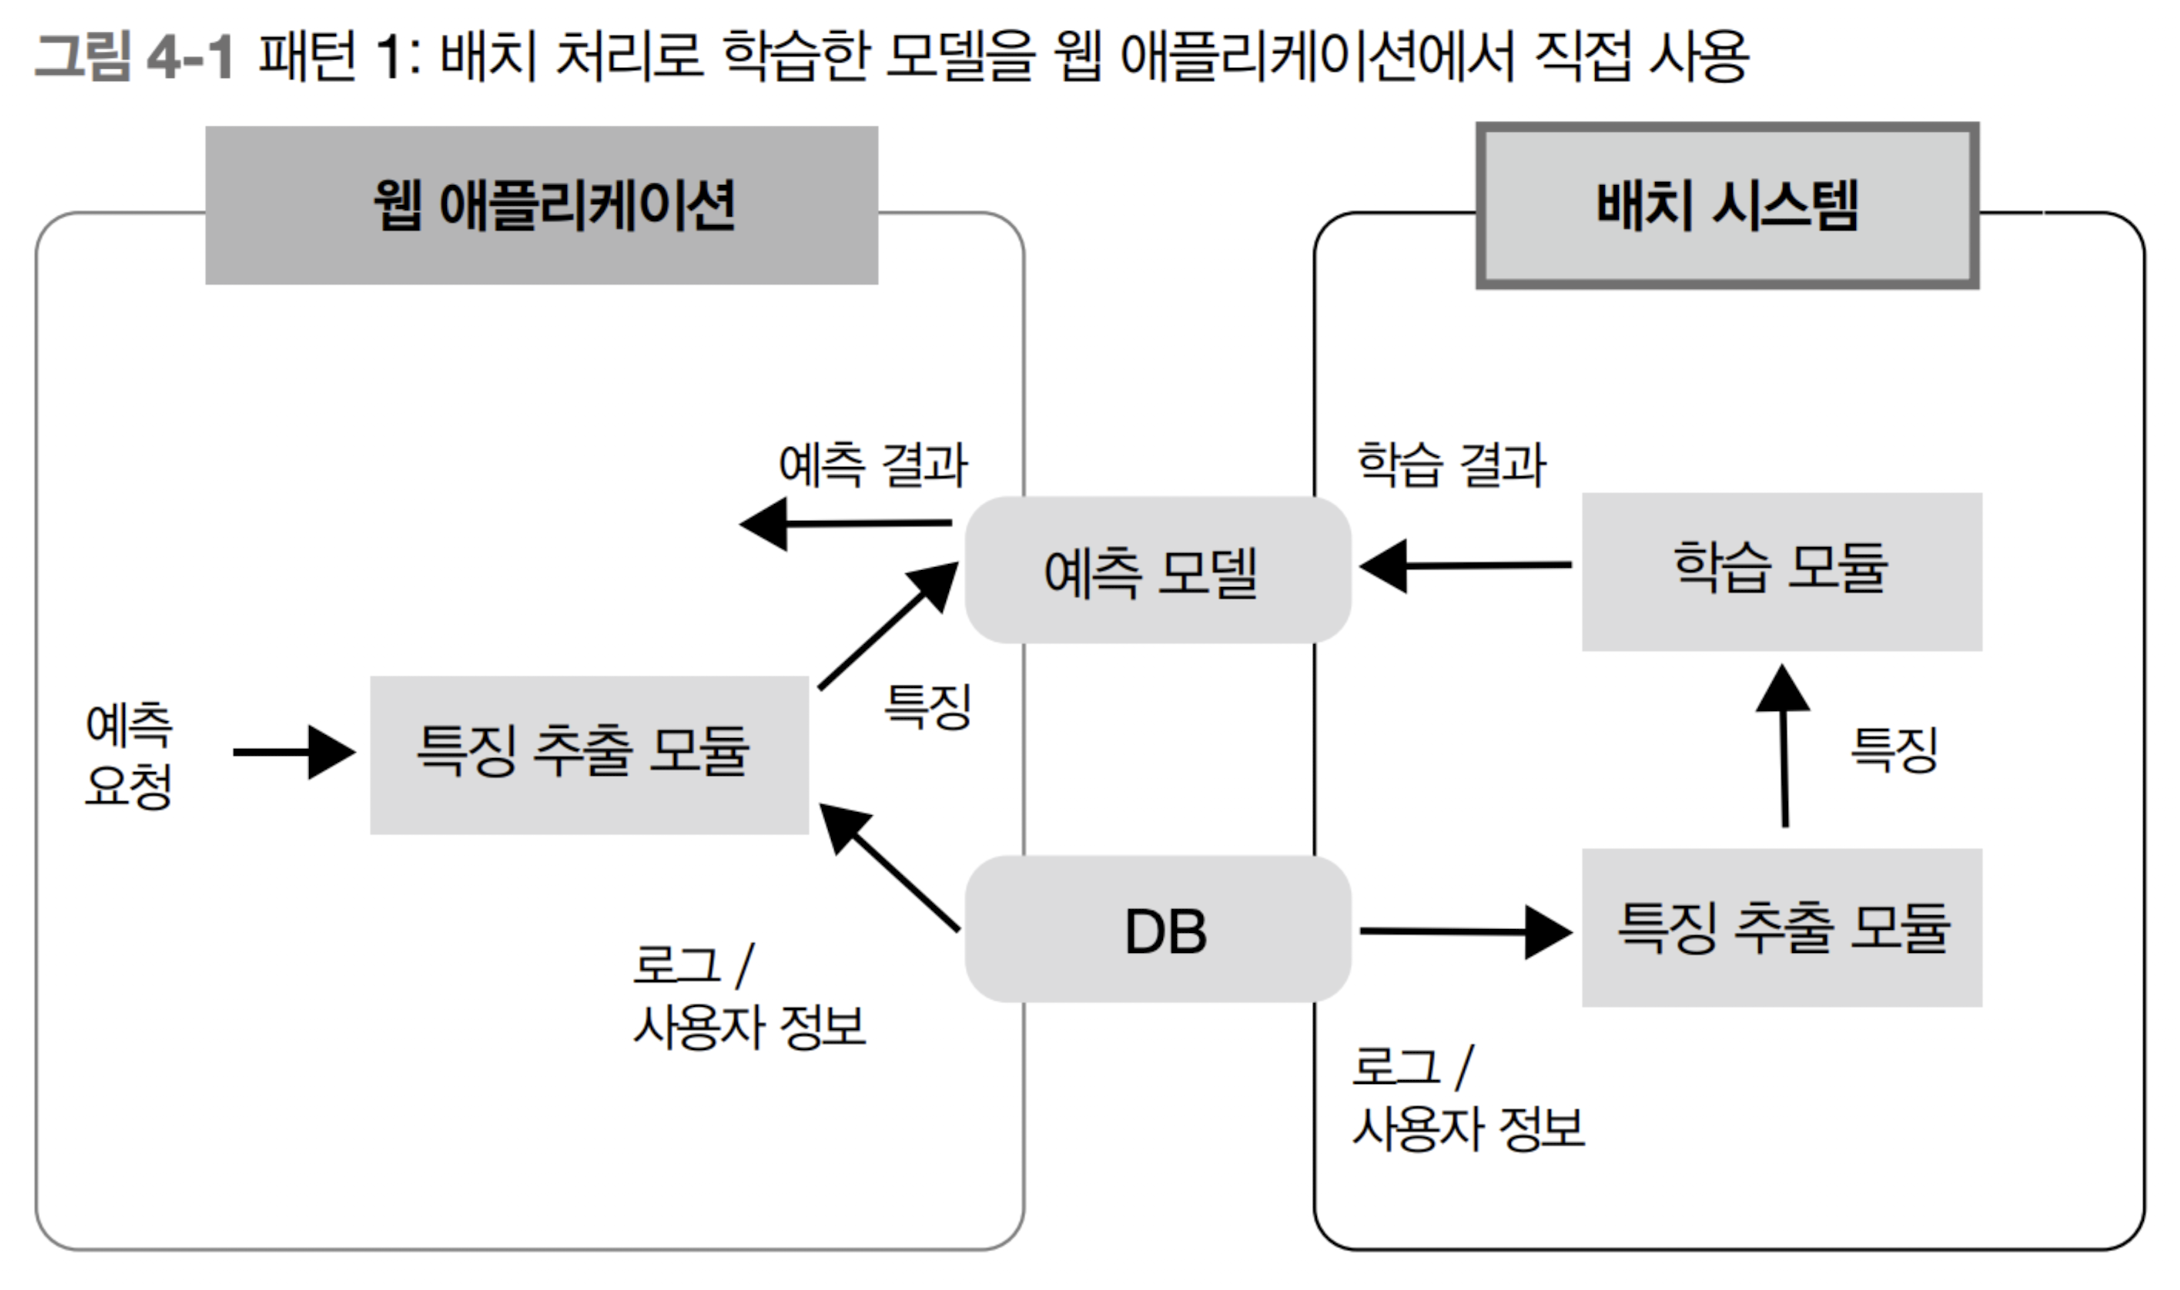 그림 4-1 패턴 1: 배치 처리로 학습한 모델을 웹 애플리케이션에서 직접 사용
웹 애플리케이션
배치 시스템
예측 결과
학습 결과
예측 모델
학습 모듈
특징
예측
요청
특징 추출 모듈
특징
DB
특징 추출 모듈
로그 /
사용자 정보
로그 /
사용자 정보